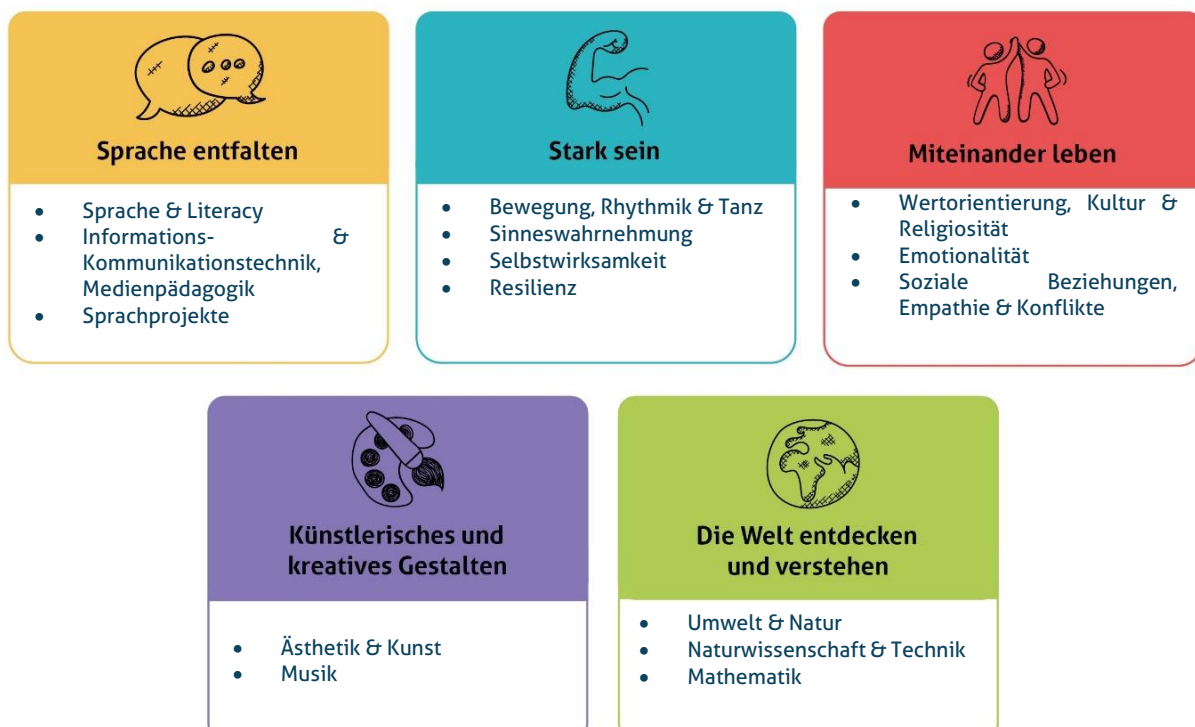 Sprache entfalten
• Sprache & Literacy
• Informations- &
Kommunikationstechnik,
Medienpädagogik
• Sprachprojekte
Stark sein
• Bewegung, Rhythmik & Tanz
• Sinneswahrnehmung
• Selbstwirksamkeit
• Resilienz
Miteinander leben
• Wertorientierung, Kultur &
Religiosität
• Emotionalität
• Soziale Beziehungen,
Empathie & Konflikte
Künstlerisches und
kreatives Gestalten
• Ästhetik & Kunst
• Musik
Die Welt entdecken
und verstehen
• Umwelt & Natur
• Naturwissenschaft & Technik
• Mathematik